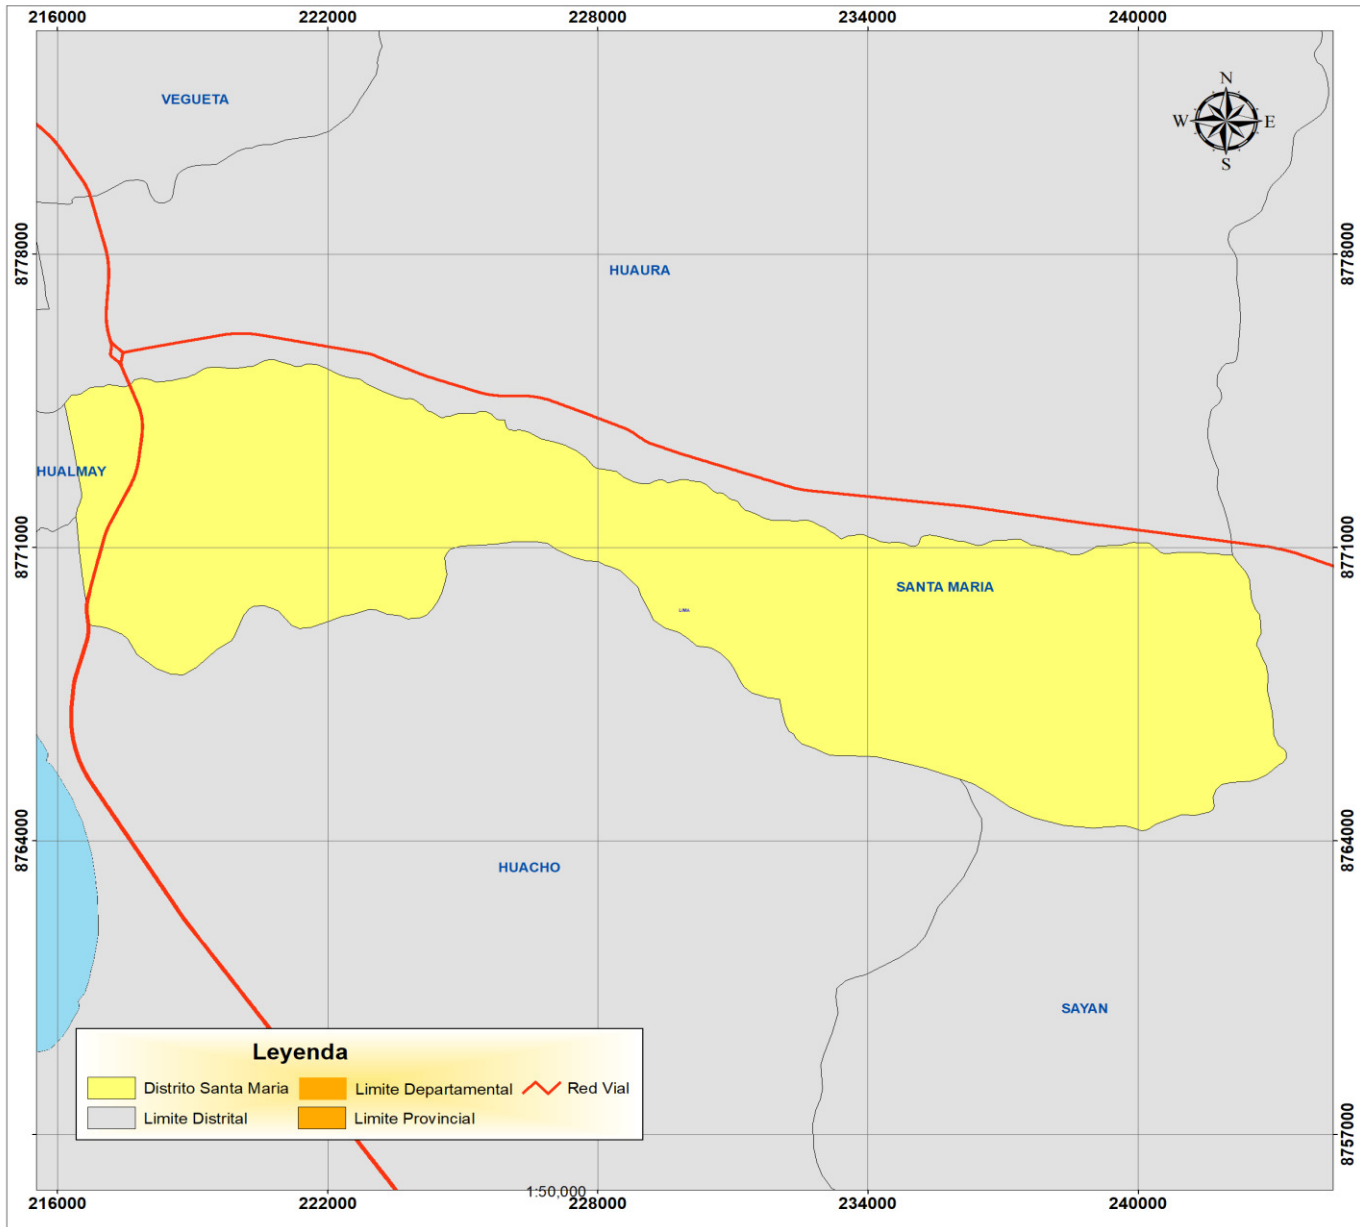 216000 222000 228000 234000 240000
VEGUETA
N
W E
S
8778000 8778000
HUAURA
HUALMAY
8771000 8771000
SANTA MARIA
LIMA
8764000 8764000
HUACHO
SAYAN
Leyenda
Distrito Santa Maria Limite Departamental Red Vial
Limite Distrital Limite Provincial
8757000
1:50,000
216000 222000 228000 234000 240000